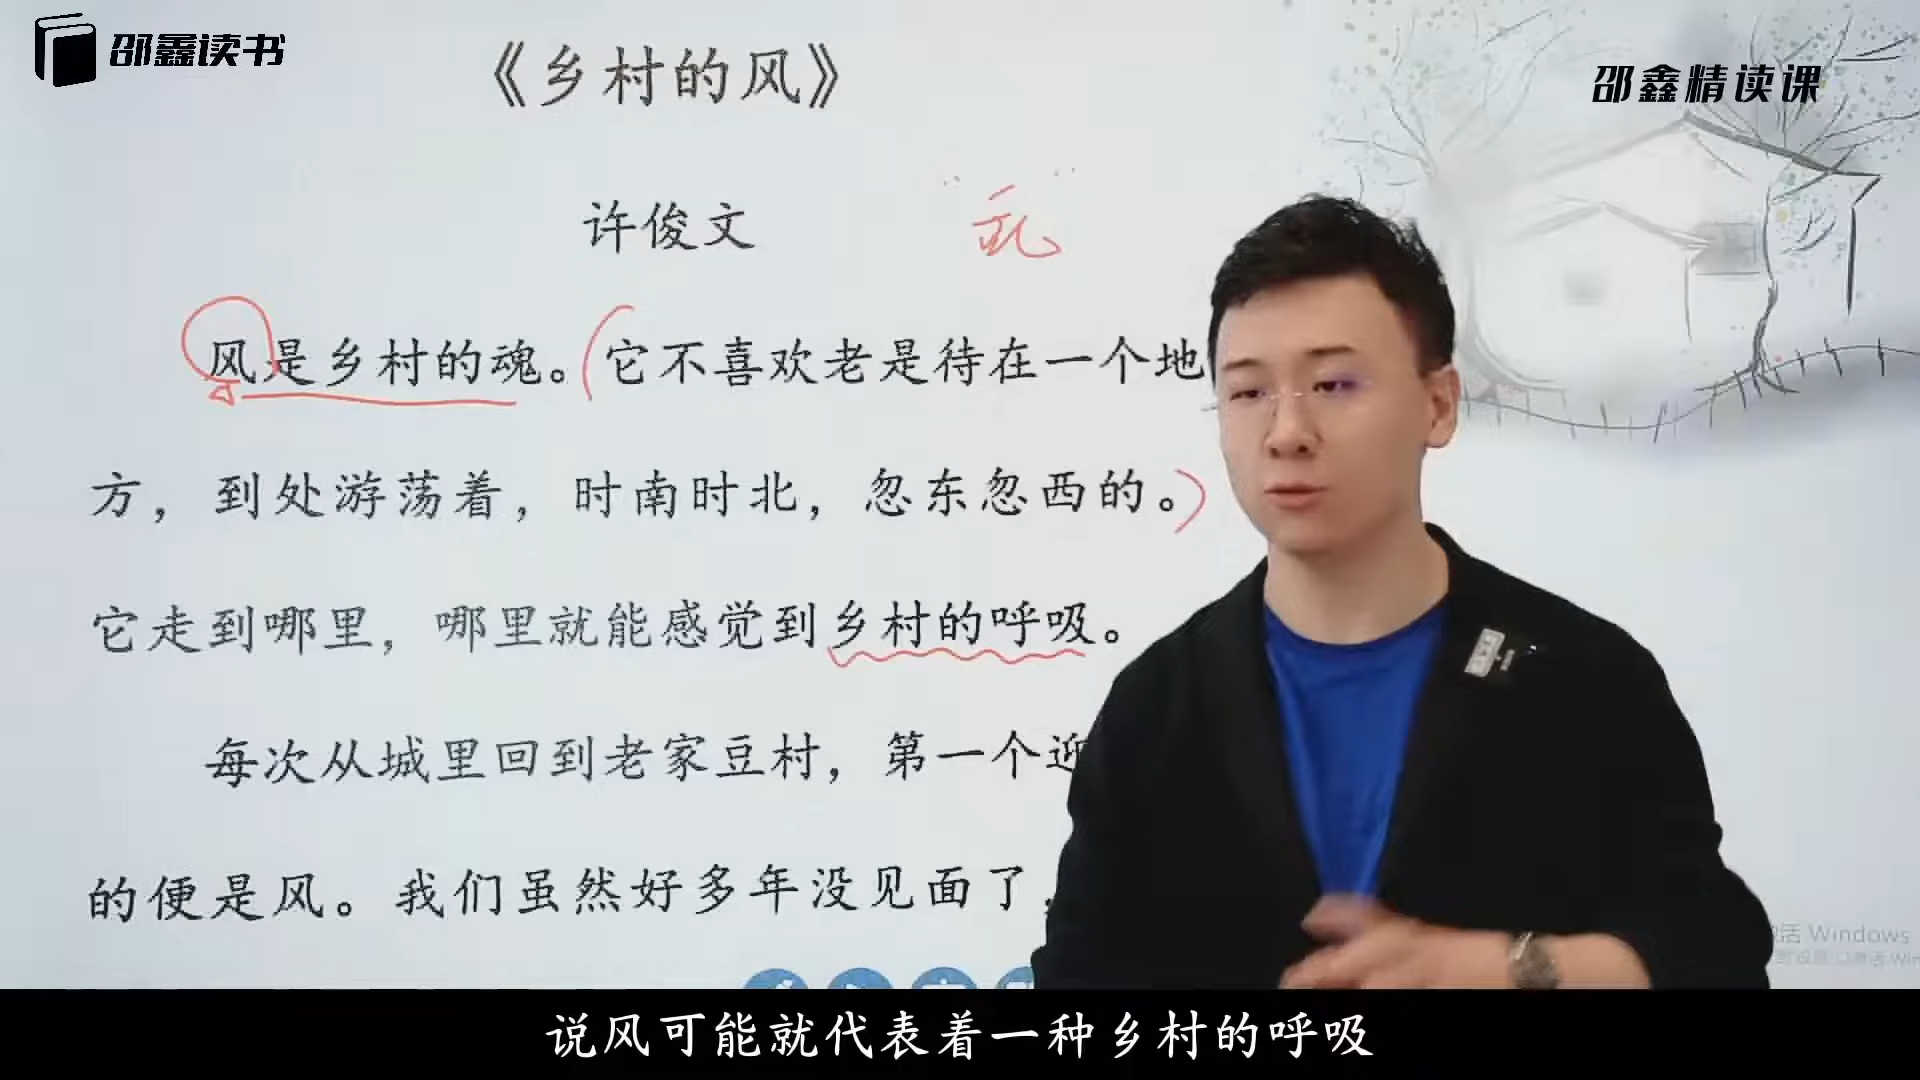 邵鑫读书
《乡村的风》
邵鑫精读课
许俊文
乱
风是乡村的魂。它不喜欢老是待在一个地
方，到处游荡着，时南时北，忽东忽西的。
它走到哪里，哪里就能感觉到乡村的呼吸。
每次从城里回到老家豆村，第一个迎
的便是风。我们虽然好多年没见面了，
活 Windows
说风可能就代表着一种乡村的呼吸